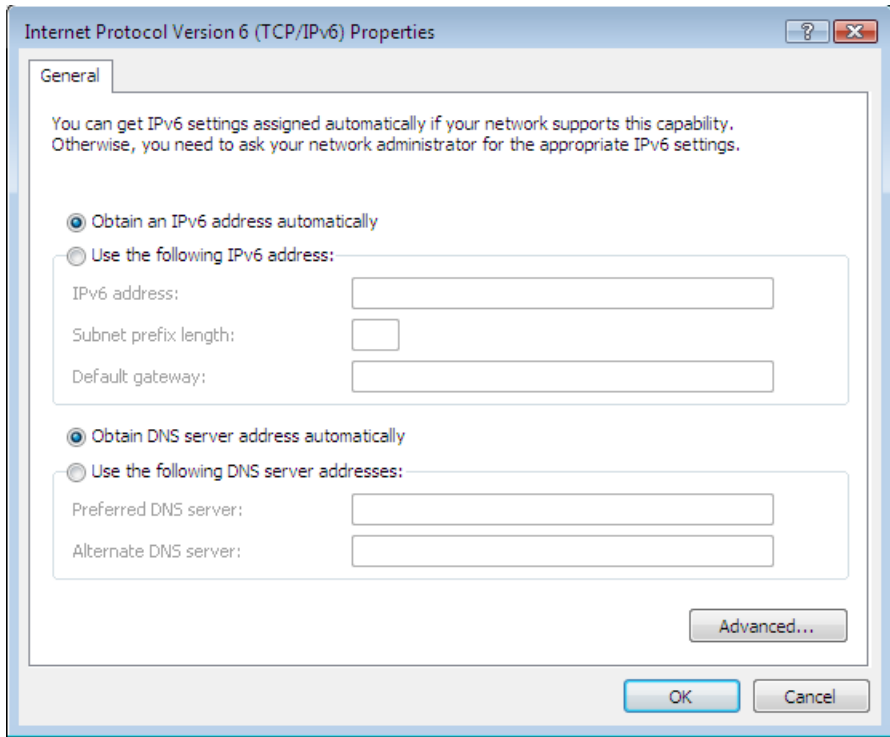 Internet Protocol Version 6 (TCP/IPv6) Properties
?
X
General
You can get IPv6 settings assigned automatically if your network supports this capability.
Otherwise, you need to ask your network administrator for the appropriate IPv6 settings.
Obtain an IPv6 address automatically
Use the following IPv6 address:
IPv6 address:
Subnet prefix length:
Default gateway:
Obtain DNS server address automatically
Use the following DNS server addresses:
Preferred DNS server:
Alternate DNS server:
Advanced...
OK Cancel